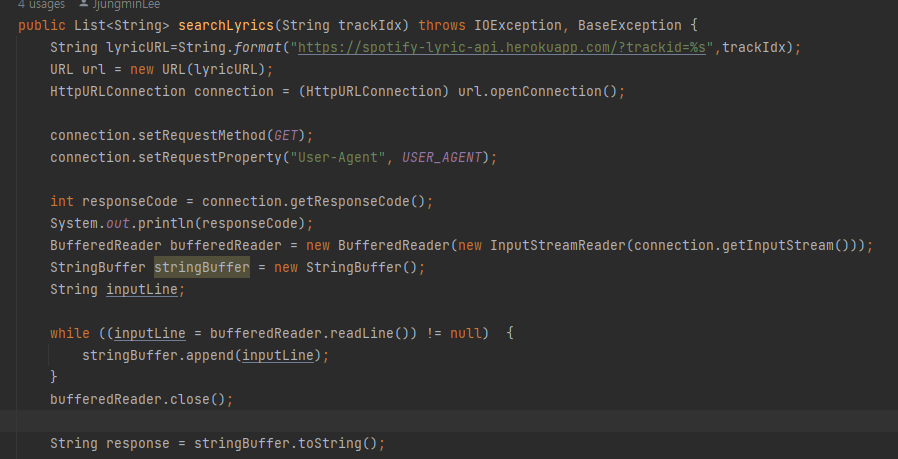 4 usages JjungminLee
public List<String> searchLyrics(String trackIdx) throws IOException, BaseException {
String lyricURL=String.format("https://spotify-lyric-api.herokuapp.com/?trackid=%s",trackIdx);
URL url = new URL(lyricURL);
HttpURLConnection connection = (HttpURLConnection) url.openConnection();
connection.setRequestMethod(GET);
connection.setRequestProperty("User-Agent", USER_AGENT);
int responseCode = connection.getResponseCode();
System.out.println(responseCode);
BufferedReader bufferedReader = new BufferedReader(new InputStreamReader(connection.getInputStream()));
StringBuffer stringBuffer = new StringBuffer();
String inputLine;
while ((inputLine = bufferedReader.readLine()) != null)  {
stringBuffer.append(inputLine);
}
bufferedReader.close();
String response = stringBuffer.toString();